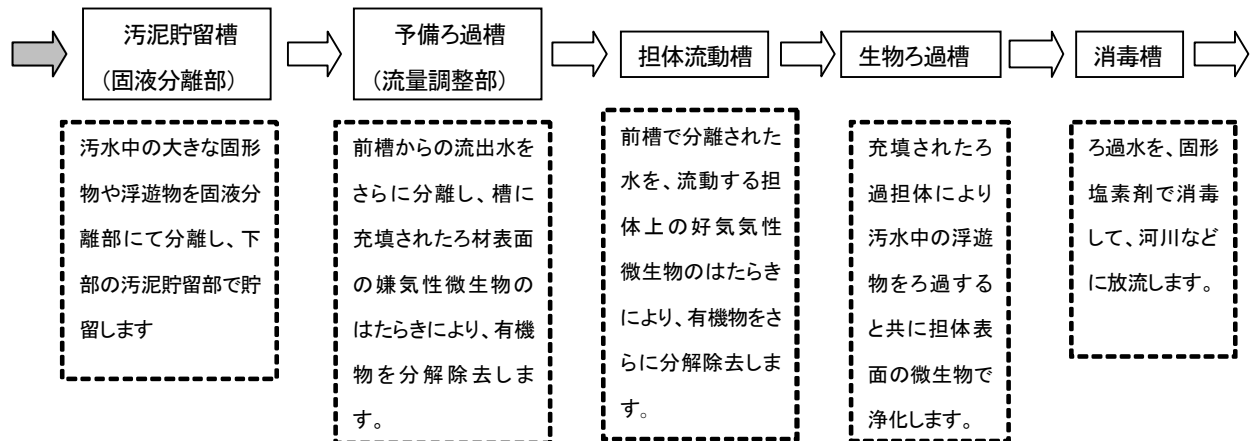 汚泥貯留槽
（固液分離部）
予備ろ過槽
（流量調整部）
担体流動槽
生物ろ過槽
消毒槽
汚水中の大きな固形
物や浮遊物を固液分
離部にて分離し、下
部の汚泥貯留部で貯
留します
前槽からの流出水を
さらに分離し、槽に
充填されたろ材表面
の嫌気性微生物の
はたらきにより、有機
物を分解除去しま
す。
前槽で分離された
水を、流動する担
体上の好気気性
微生物のはたらき
により、有機物をさ
らに分解除去しま
す。
充填されたろ
過担体により
汚水中の浮遊
物をろ過する
と共に担体表
面の微生物で
浄化します。
ろ過水を、固形
塩素剤で消毒
して、河川など
に放流します。